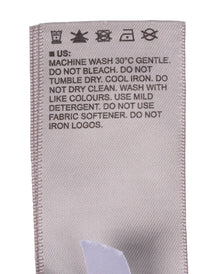 US:
MACHINE WASH 30°C GENTLE.
DO NOT BLEACH. DO NOT
TUMBLE DRY. COOL IRON. DO
NOT DRY CLEAN. WASH WITH
LIKE COLOURS. USE MILD
DETERGENT. DO NOT USE
FABRIC SOFTENER. DO NOT
IRON LOGOS.